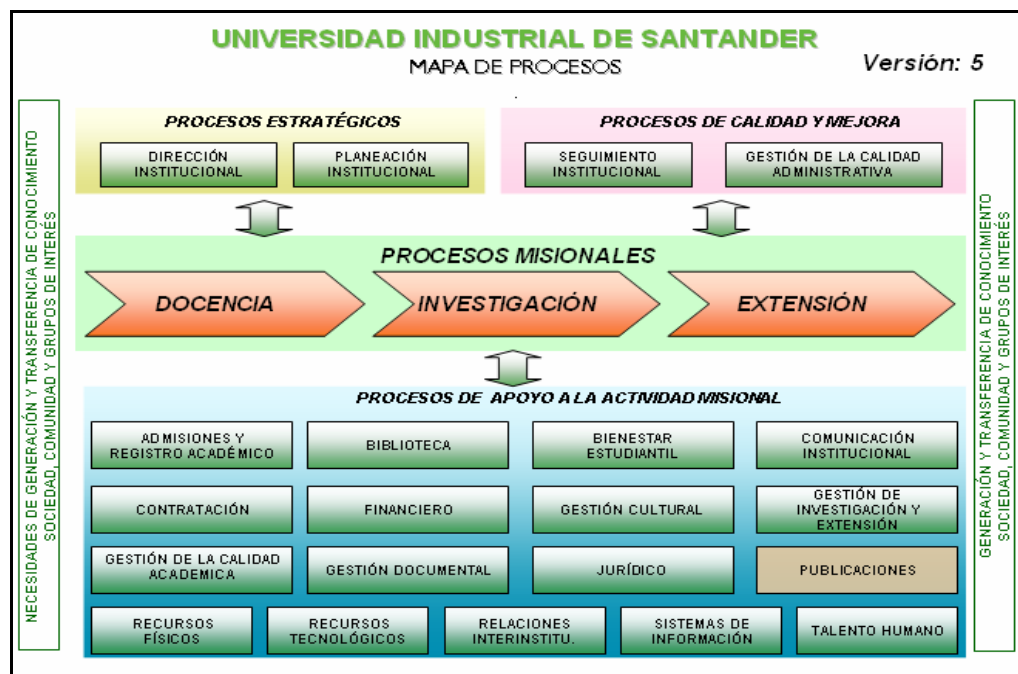 UNIVERSIDAD INDUSTRIAL DE SANTANDER
MAPA DE PROCESOS
Versión: 5
NECESIDADES DE GENERACIÓN Y TRANSFERENCIA DE CONOCIMIENTO
SOCIEDAD, COMUNIDAD Y GRUPOS DE INTERÉS
PROCESOS ESTRATÉGICOS
DIRECCIÓN
INSTITUCIONAL
PLANEACIÓN
INSTITUCIONAL
PROCESOS DE CALIDAD Y MEJORA
SEGUIMIENTO
INSTITUCIONAL
GESTIÓN DE LA CALIDAD
ADMINISTRATIVA
PROCESOS MISIONALES
DOCENCIA
INVESTIGACIÓN
EXTENSIÓN
PROCESOS DE APOYO A LA ACTIVIDAD MISIONAL
ADMISIONES Y
REGISTRO ACADÉMICO
BIBLIOTECA
BIENESTAR
ESTUDIANTIL
COMUNICACIÓN
INSTITUCIONAL
CONTRATACIÓN
FINANCIERO
GESTIÓN CULTURAL
GESTIÓN DE
INVESTIGACIÓN Y
EXTENSIÓN
GESTIÓN DE LA CALIDAD
ACADEMICA
GESTIÓN DOCUMENTAL
JURÍDICO
PUBLICACIONES
RECURSOS
FÍSICOS
RECURSOS
TECNOLÓGICOS
RELACIONES
INTERINSTITU.
SISTEMAS DE
INFORMACIÓN
TALENTO HUMANO
GENERACIÓN Y TRANSFERENCIA DE CONOCIMIENTO
SOCIEDAD, COMUNIDAD Y GRUPOS DE INTERÉS